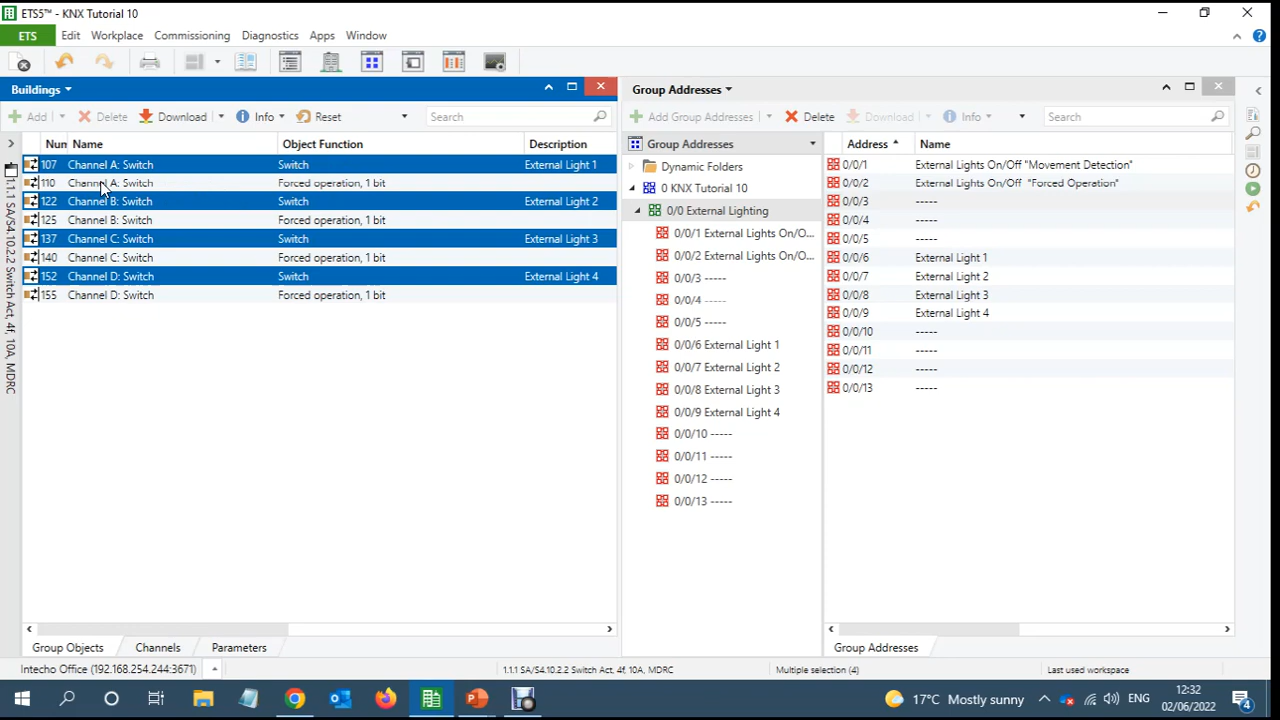 ETS5™ - KNX Tutorial 10
ETS Edit Workplace Commissioning Diagnostics Apps Window
Buildings
Add Delete Download Info Reset Search
Num Name Object Function Description
107 Channel A: Switch Switch External Light 1
110 Channel A: Switch Forced operation, 1 bit
122 Channel B: Switch Switch External Light 2
125 Channel B: Switch Forced operation, 1 bit
137 Channel C: Switch Switch External Light 3
140 Channel C: Switch Forced operation, 1 bit
152 Channel D: Switch Switch External Light 4
155 Channel D: Switch Forced operation, 1 bit
1.1.1 SA/S4.10.2.2 Switch Act, 4f, 10A, MDRC
Group Objects Channels Parameters
Group Addresses
Add Group Addresses Delete Download Info Search
Group Addresses
Dynamic Folders
0 KNX Tutorial 10
0/0 External Lighting
0/0/1 External Lights On/O...
0/0/2 External Lights On/O...
0/0/3 -----
0/0/4 -----
0/0/5 -----
0/0/6 External Light 1
0/0/7 External Light 2
0/0/8 External Light 3
0/0/9 External Light 4
0/0/10 -----
0/0/11 -----
0/0/12 -----
0/0/13 -----
Address Name
0/0/1 External Lights On/Off "Movement Detection"
0/0/2 External Lights On/Off "Forced Operation"
0/0/3 -----
0/0/4 -----
0/0/5 -----
0/0/6 External Light 1
0/0/7 External Light 2
0/0/8 External Light 3
0/0/9 External Light 4
0/0/10 -----
0/0/11 -----
0/0/12 -----
0/0/13 -----
Group Addresses
Intecho Office (192.168.254.244:3671) 1.1.1 SA/S4.10.2.2 Switch Act, 4f, 10A, MDRC Multiple selection (4) Last used workspace
17°C Mostly sunny ENG 12:32
02/06/2022 4